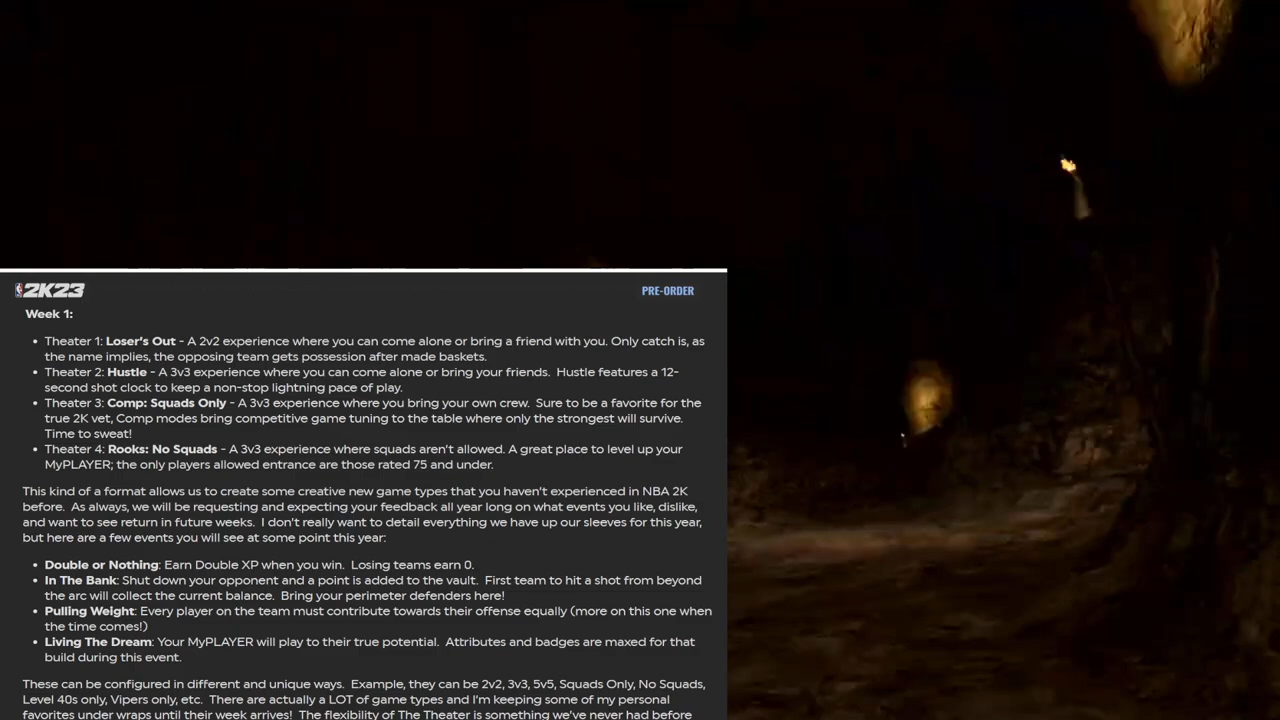 2K23
PRE-ORDER
Week 1:
• Theater 1: Loser's Out - A 2v2 experience where you can come alone or bring a friend with you. Only catch is, as
the name implies, the opposing team gets possession after made baskets.
• Theater 2: Hustle - A 3v3 experience where you can come alone or bring your friends.  Hustle features a 12-
second shot clock to keep a non-stop lightning pace of play.
• Theater 3: Comp: Squads Only - A 3v3 experience where you bring your own crew.  Sure to be a favorite for the
true 2K vet, Comp modes bring competitive game tuning to the table where only the strongest will survive.
Time to sweat!
• Theater 4: Rooks: No Squads - A 3v3 experience where squads aren't allowed. A great place to level up your
MyPLAYER; the only players allowed entrance are those rated 75 and under.
This kind of a format allows us to create some creative new game types that you haven't experienced in NBA 2K
before.  As always, we will be requesting and expecting your feedback all year long on what events you like, dislike,
and want to see return in future weeks.  I don't really want to detail everything we have up our sleeves for this year,
but here are a few events you will see at some point this year:
• Double or Nothing: Earn Double XP when you win.  Losing teams earn 0.
• In The Bank: Shut down your opponent and a point is added to the vault.  First team to hit a shot from beyond
the arc will collect the current balance.  Bring your perimeter defenders here!
• Pulling Weight: Every player on the team must contribute towards their offense equally (more on this one when
the time comes!)
• Living The Dream: Your MyPLAYER will play to their true potential.  Attributes and badges are maxed for that
build during this event.
These can be configured in different and unique ways.  Example, they can be 2v2, 3v3, 5v5, Squads Only, No Squads,
Level 40s only, Vipers only, etc.  There are actually a LOT of game types and I'm keeping some of my personal
favorites under wraps until their week arrives!  The flexibility of The Theater is something we've never had before